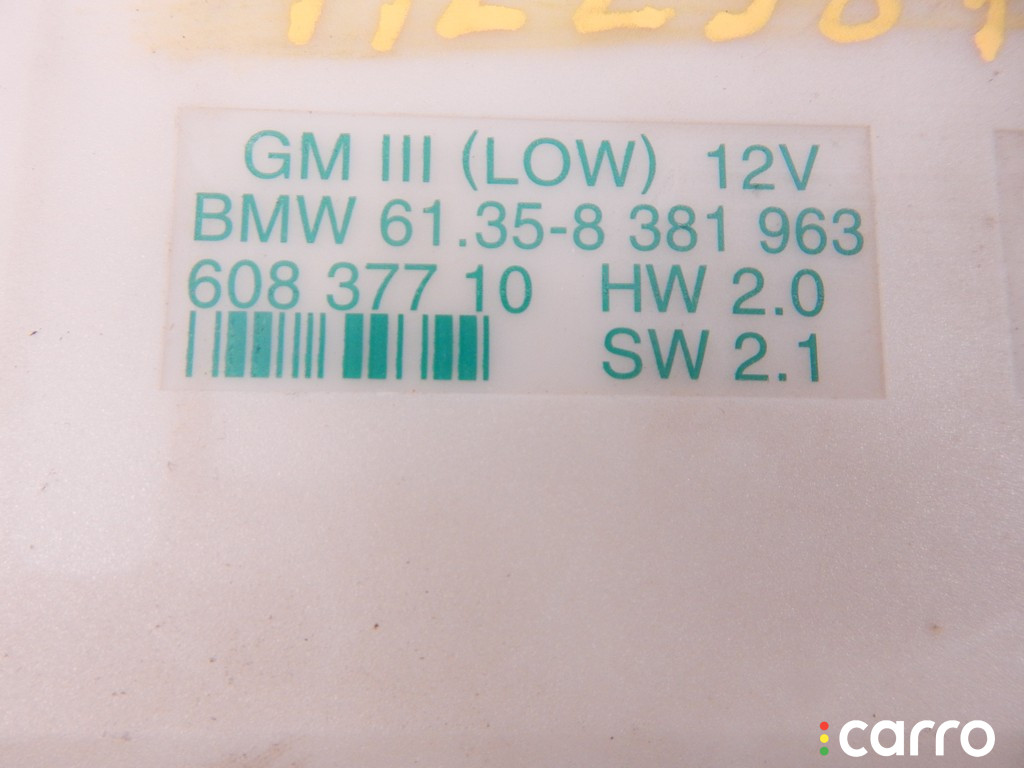 GM III (LOW) 12V
BMW 61.35-8 381 963
608 377 10 HW 2.0
SW 2.1
carro